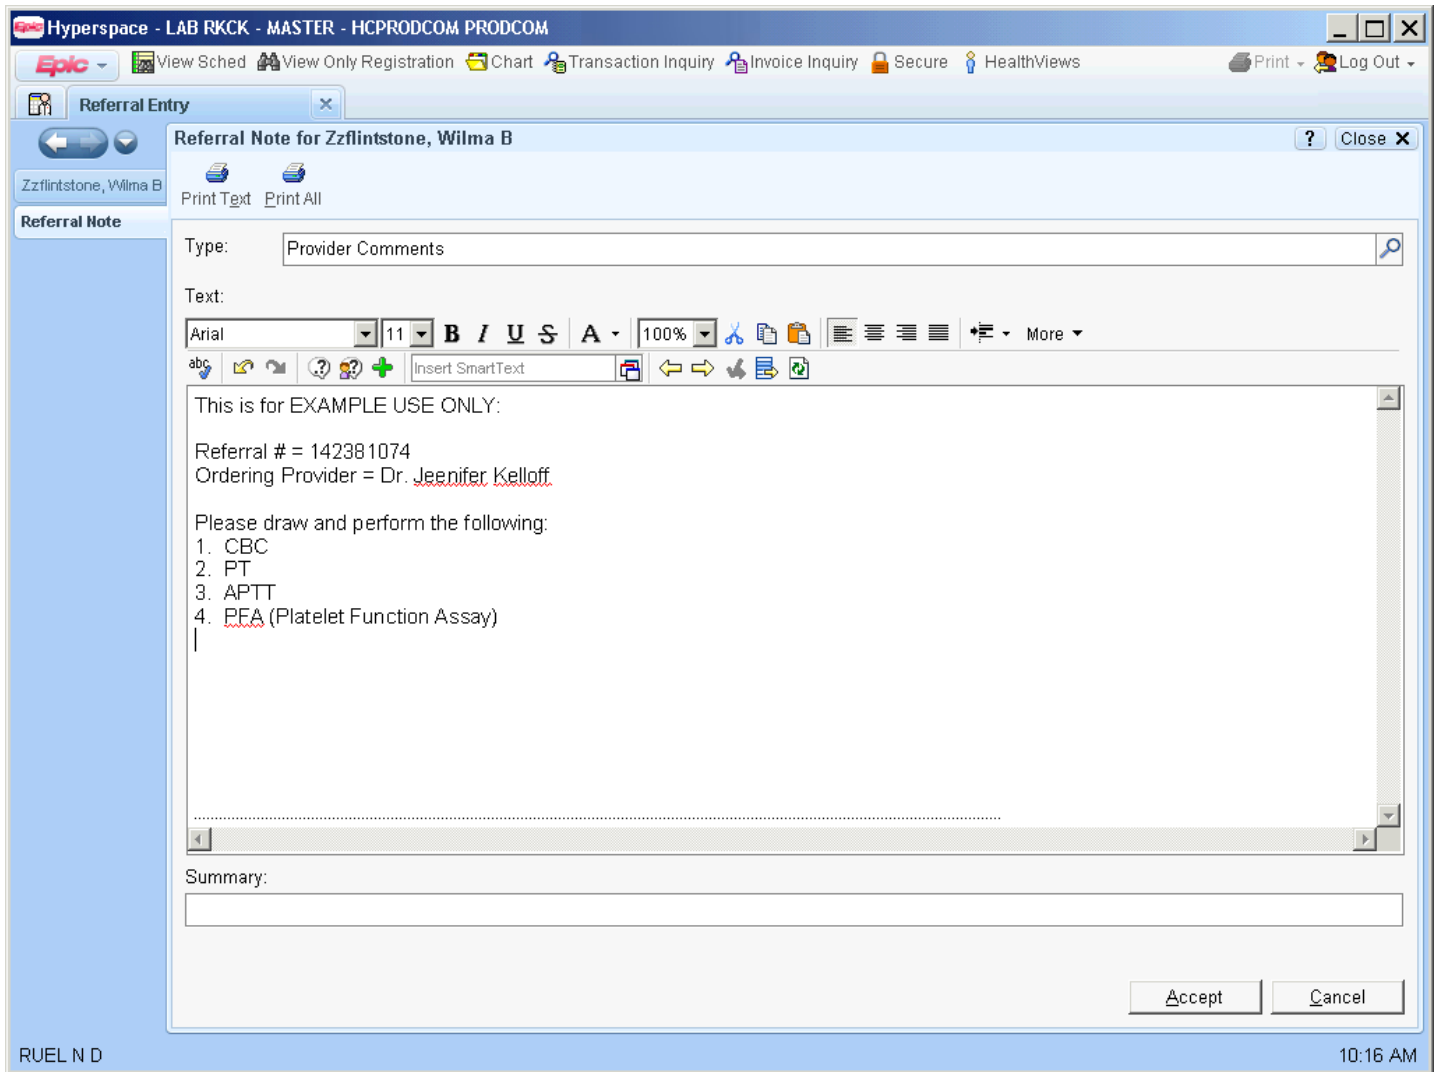 Epic Hyperspace - LAB RKCK - MASTER - HCPRODCOM PRODCOM
Epic View Sched View Only Registration Chart Transaction Inquiry Invoice Inquiry Secure HealthViews Print Log Out
Referral Entry
Referral Note for Zzflintstone, Wilma B ? Close X
Zzflintstone, Wilma B
Print Text Print All
Referral Note
Type: Provider Comments
Text:
Arial 11 B I U S A 100% More
abc Insert SmartText
This is for EXAMPLE USE ONLY:
Referral # = 142381074
Ordering Provider = Dr. Jeenifer Kelloff
Please draw and perform the following:
1. CBC
2. PT
3. APTT
4. PFA (Platelet Function Assay)
Summary:
Accept Cancel
RUEL N D 10:16 AM